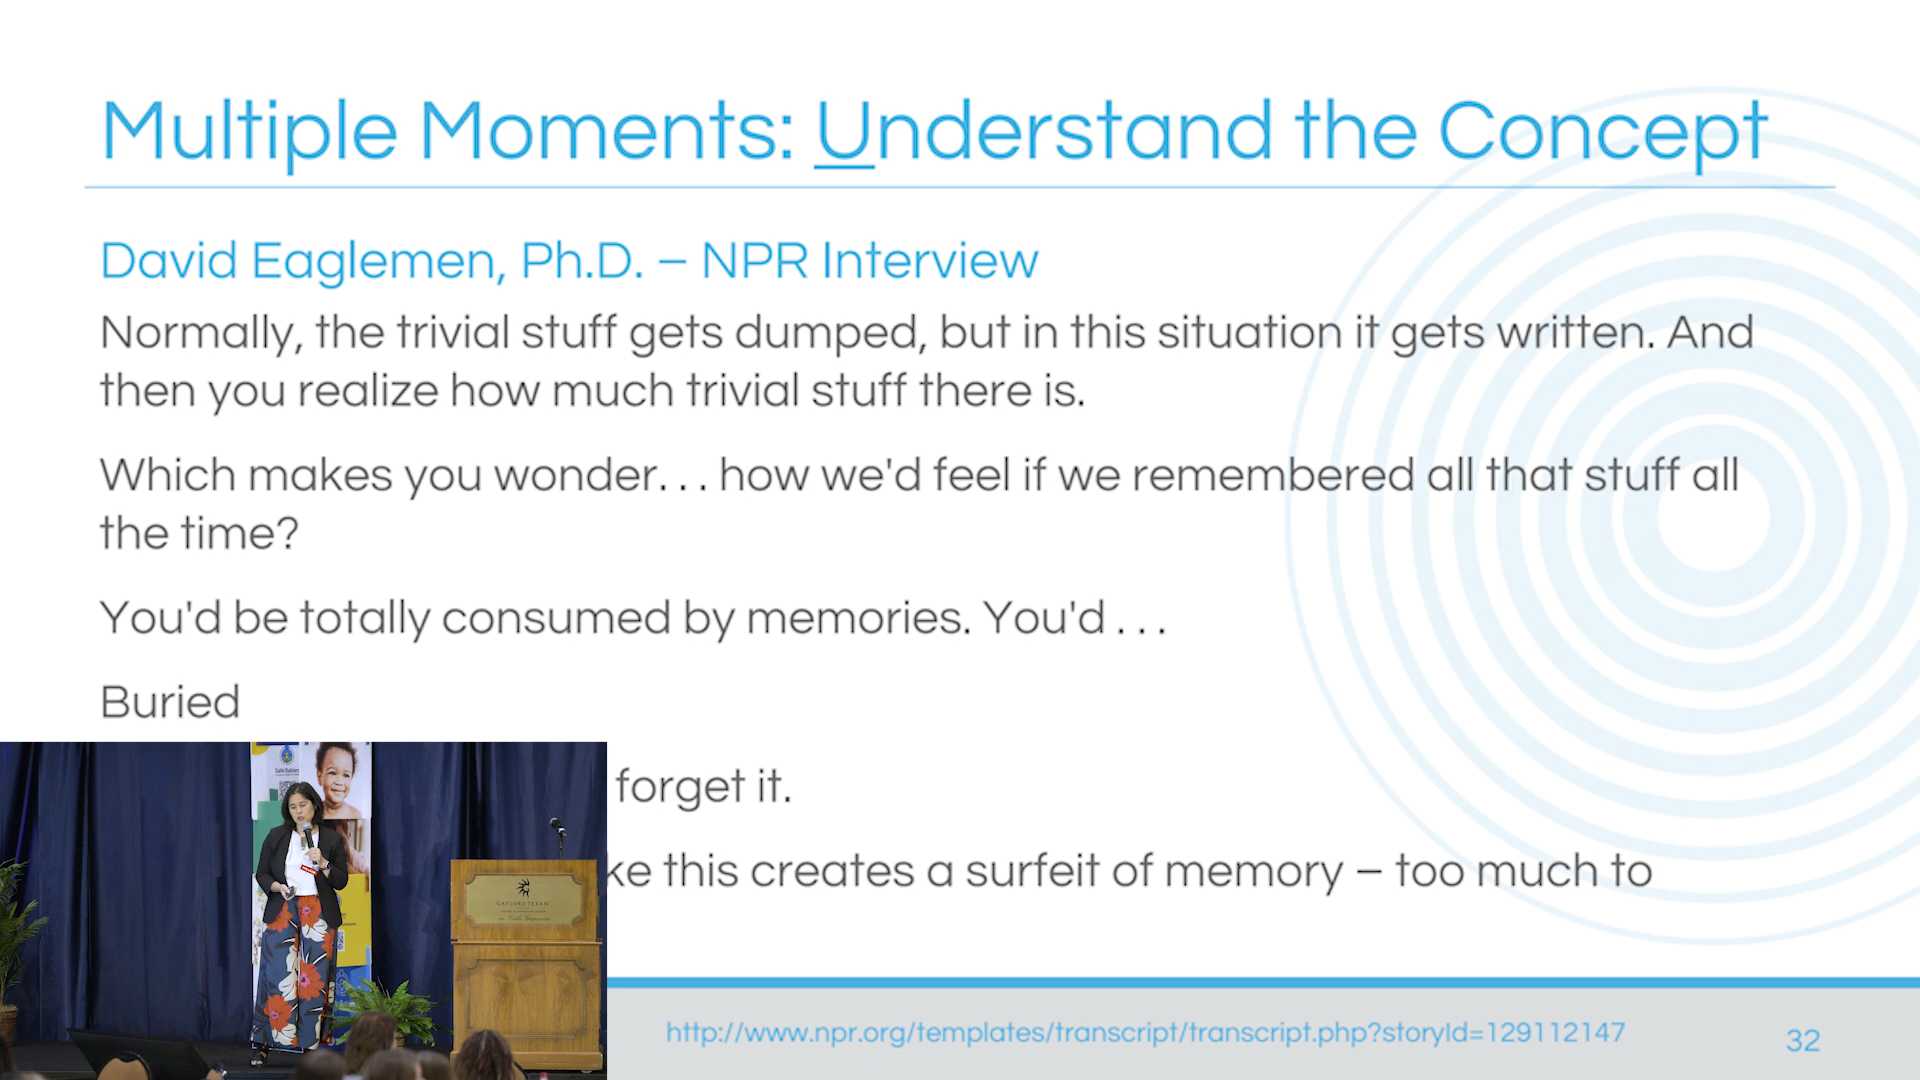 Multiple Moments: Understand the Concept
David Eaglemen, Ph.D. – NPR Interview
Normally, the trivial stuff gets dumped, but in this situation it gets written. And
then you realize how much trivial stuff there is.
Which makes you wonder. . . how we'd feel if we remembered all that stuff all
the time?
You'd be totally consumed by memories. You'd . . .
Buried
forget it.
this creates a surfeit of memory – too much to
Safe Babies
GAYLORD TEXAN
http://www.npr.org/templates/transcript/transcript.php?storyId=129112147
32